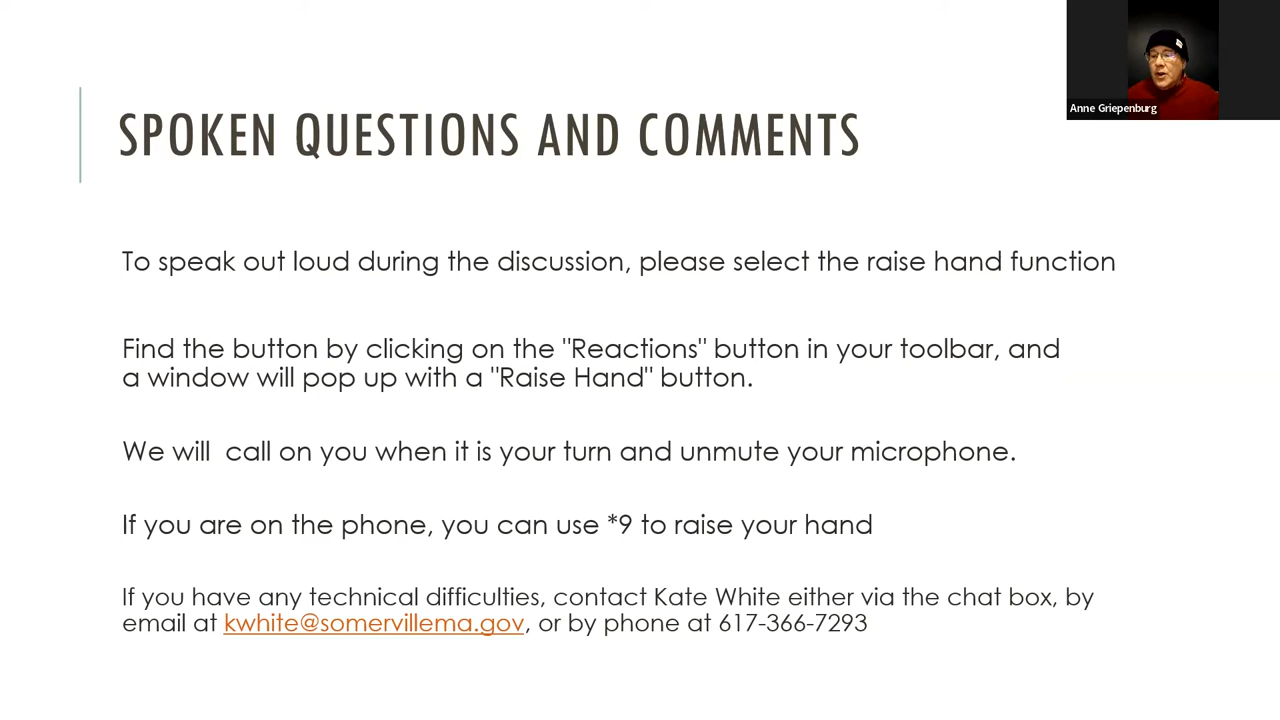 Anne Griepenburg
SPOKEN QUESTIONS AND COMMENTS
To speak out loud during the discussion, please select the raise hand function
Find the button by clicking on the "Reactions" button in your toolbar, and
a window will pop up with a "Raise Hand" button.
We will call on you when it is your turn and unmute your microphone.
If you are on the phone, you can use *9 to raise your hand
If you have any technical difficulties, contact Kate White either via the chat box, by
email at kwhite@somervillema.gov, or by phone at 617-366-7293